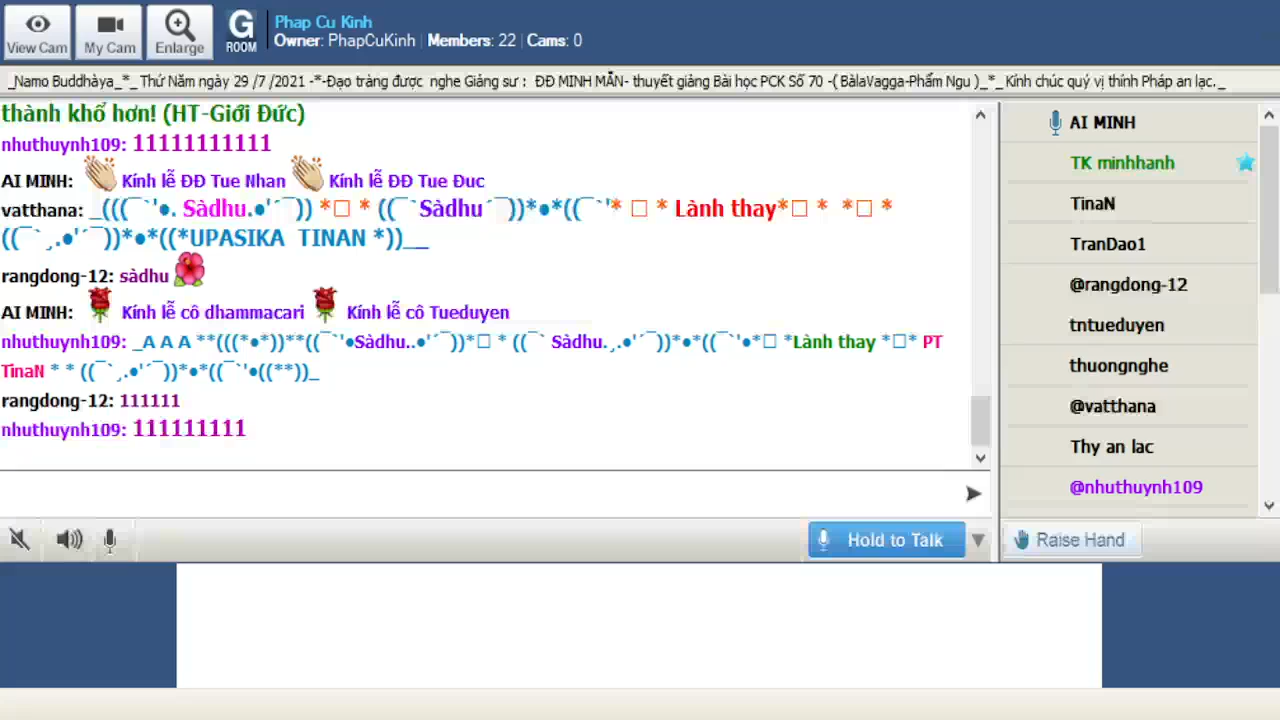 Phap Cu Kinh
View Cam My Cam Enlarge G ROOM Owner: PhapCuKinh | Members: 22 | Cams: 0
_Namo Buddhàya_*_ Thứ Năm ngày 29 /7 /2021 -*-Đạo tràng được nghe Giảng sư : ĐĐ MINH MẪN- thuyết giảng Bài học PCK Số 70 -( BàlaVagga-Phẩm Ngu )_*_ Kính chúc quý vị thính Pháp an lạc._
thành khổ hơn! (HT-Giới Đức)
nhuthuynh109: 11111111111
AI MINH: Kính lễ ĐĐ Tue Nhan Kính lễ ĐĐ Tue Đuc
vatthana: _(((¯`'•. Sàdhu.•'´¯)) *□ * ((¯`Sàdhu´¯))*•*((¯`'* □ * Lành thay*□ * *□ *
((¯`¸.•'´¯))*•*((*UPASIKA TINAN *))__
rangdong-12: sàdhu
AI MINH: Kính lễ cô dhammacari Kính lễ cô Tueduyen
nhuthuynh109: _A A A **(((*•*))**((¯`'•Sàdhu..•'´¯))*□ * ((¯` Sàdhu.¸.•'´¯))*•*((¯`'•*□ *Lành thay *□* PT
TinaN * * ((¯`¸.•'´¯))*•*((¯`'•((**))_
rangdong-12: 111111
nhuthuynh109: 111111111
AI MINH
TK minhhanh
TinaN
TranDao1
@rangdong-12
tntueduyen
thuongnghe
@vatthana
Thy an lac
@nhuthuynh109
Hold to Talk
Raise Hand